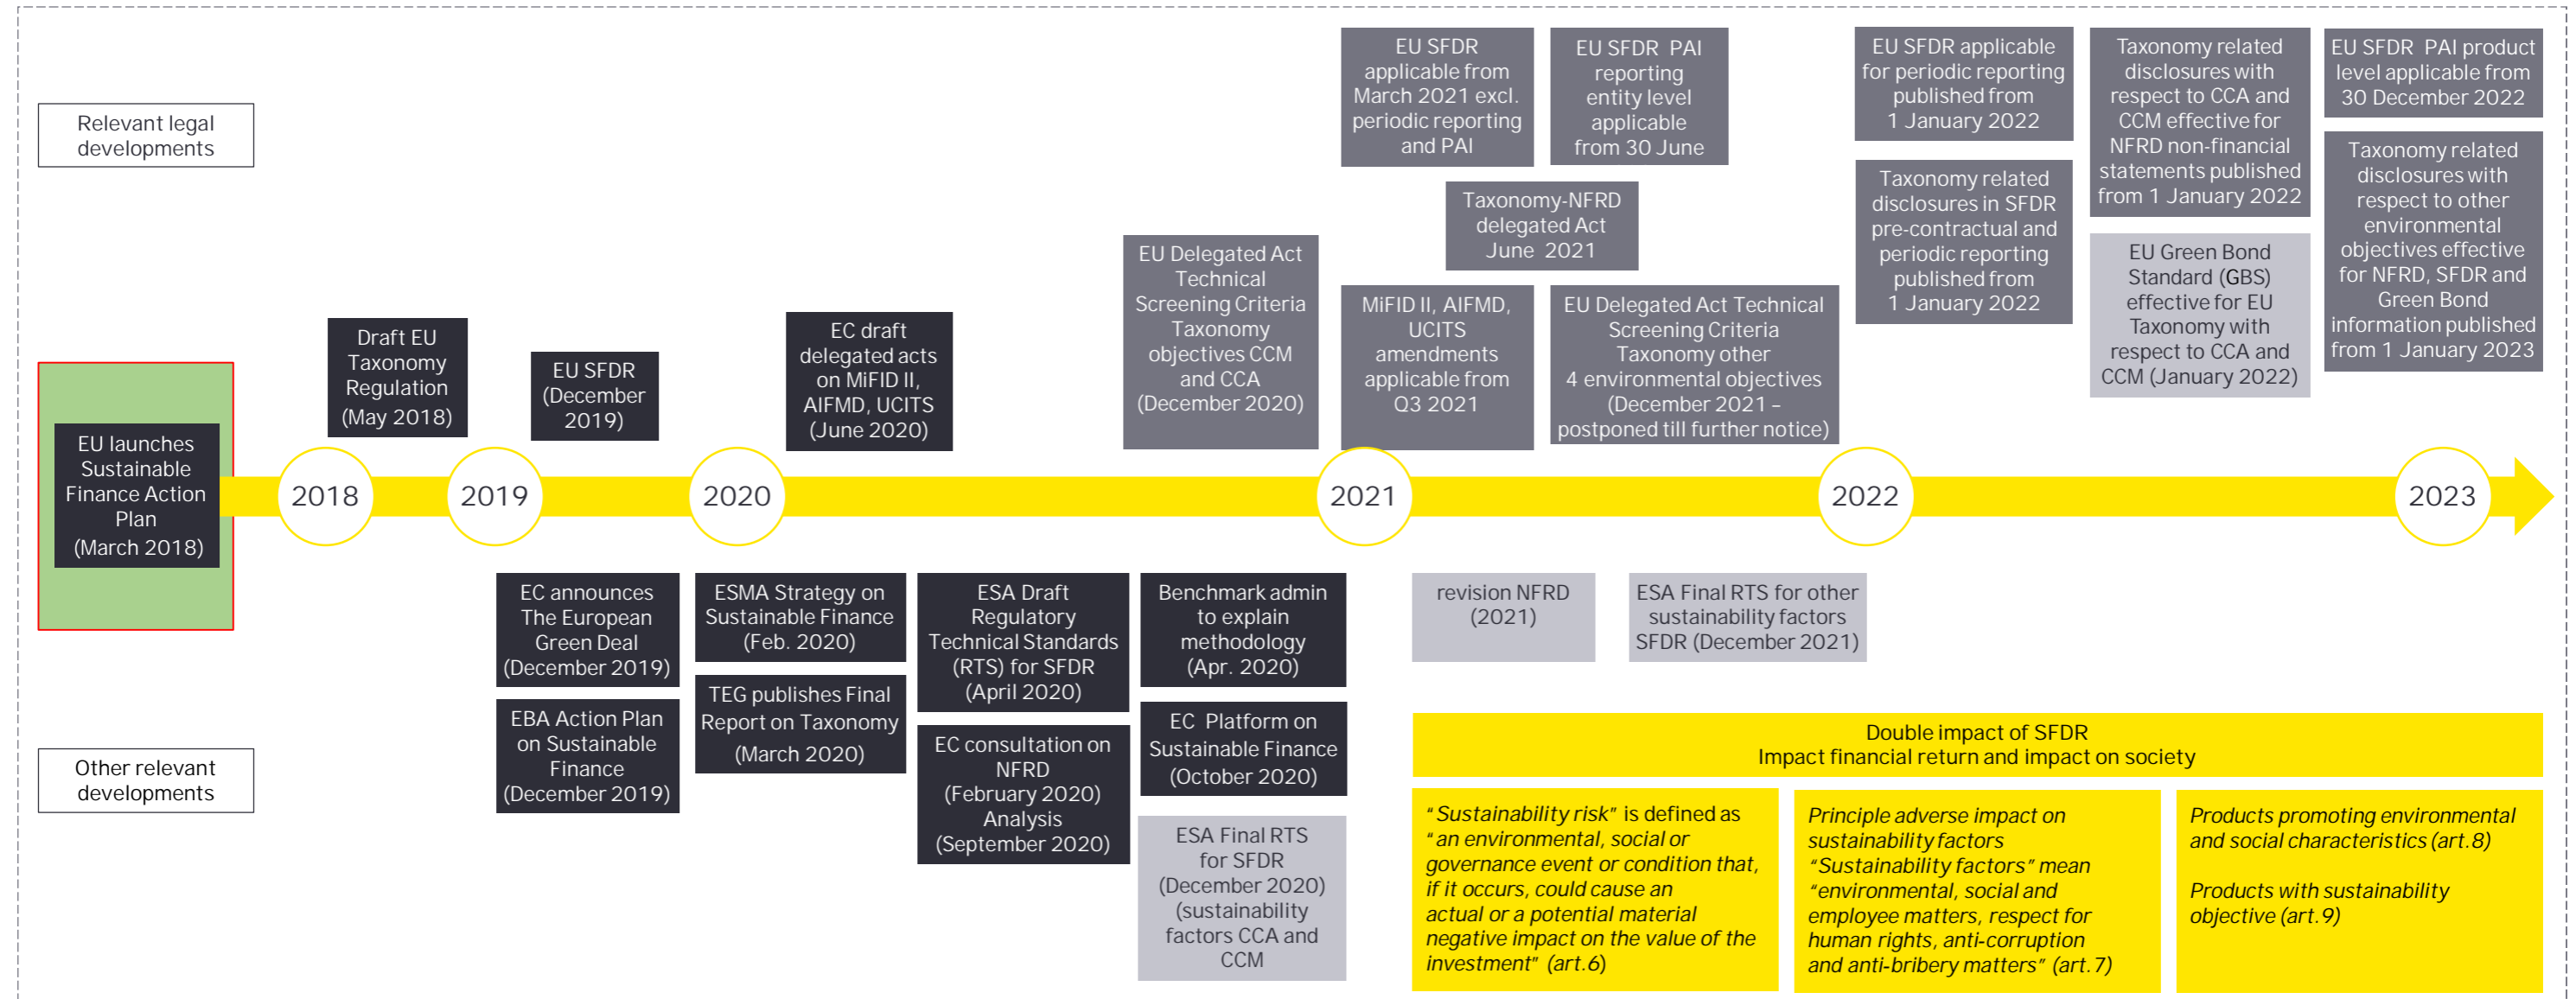 Relevant legal
developments
EU SFDR
applicable from
March 2021 excl.
periodic reporting
and PAI
EU SFDR PAI
reporting
entity level
applicable
from 30 June
Taxonomy-NFRD
delegated Act
June 2021
EU SFDR applicable
for periodic reporting
published from
1 January 2022
Taxonomy related
disclosures in SFDR
pre-contractual and
periodic reporting
published from
1 January 2022
Taxonomy related
disclosures with
respect to CCA and
CCM effective for
NFRD non-financial
statements published
from 1 January 2022
EU Green Bond
Standard (GBS)
effective for EU
Taxonomy with
respect to CCA and
CCM (January 2022)
EU SFDR PAI product
level applicable from
30 December 2022
Taxonomy related
disclosures with
respect to other
environmental
objectives effective
for NFRD, SFDR and
Green Bond
information published
from 1 January 2023
EU launches
Sustainable
Finance Action
Plan
(March 2018)
Draft EU
Taxonomy
Regulation
(May 2018)
EU SFDR
(December
2019)
EC draft
delegated acts
on MiFID II,
AIFMD, UCITS
(June 2020)
EU Delegated Act
Technical
Screening Criteria
Taxonomy
objectives CCM
and CCA
(December 2020)
MiFID II, AIFMD,
UCITS
amendments
applicable from
Q3 2021
EU Delegated Act Technical
Screening Criteria
Taxonomy other
4 environmental objectives
(December 2021 –
postponed till further notice)
2018
2019
2020
2021
2022
2023
Other relevant
developments
EC announces
The European
Green Deal
(December 2019)
EBA Action Plan
on Sustainable
Finance
(December 2019)
ESMA Strategy on
Sustainable Finance
(Feb. 2020)
TEG publishes Final
Report on Taxonomy
(March 2020)
ESA Draft
Regulatory
Technical Standards
(RTS) for SFDR
(April 2020)
EC consultation on
NFRD
(February 2020)
Analysis
(September 2020)
Benchmark admin
to explain
methodology
(Apr. 2020)
EC Platform on
Sustainable Finance
(October 2020)
ESA Final RTS
for SFDR
(December 2020)
(sustainability
factors CCA and
CCM
revision NFRD
(2021)
ESA Final RTS for other
sustainability factors
SFDR (December 2021)
Double impact of SFDR
Impact financial return and impact on society
“Sustainability risk” is defined as
“an environmental, social or
governance event or condition that,
if it occurs, could cause an
actual or a potential material
negative impact on the value of the
investment” (art.6)
Principle adverse impact on
sustainability factors
“Sustainability factors” mean
“environmental, social and
employee matters, respect for
human rights, anti-corruption
and anti-bribery matters” (art.7)
Products promoting environmental
and social characteristics (art.8)
Products with sustainability
objective (art.9)